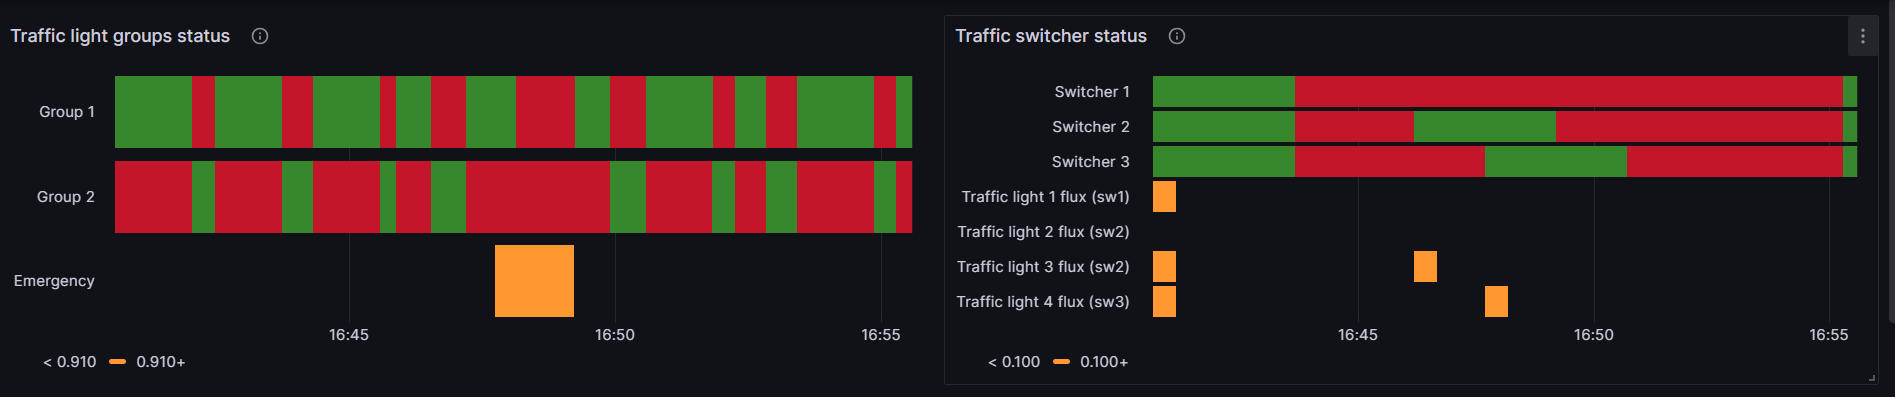 Traffic light groups status
Group 1
Group 2
Emergency
16:45 16:50 16:55
< 0.910 0.910+
Traffic switcher status
Switcher 1
Switcher 2
Switcher 3
Traffic light 1 flux (sw1)
Traffic light 2 flux (sw2)
Traffic light 3 flux (sw2)
Traffic light 4 flux (sw3)
16:45 16:50 16:55
< 0.100 0.100+